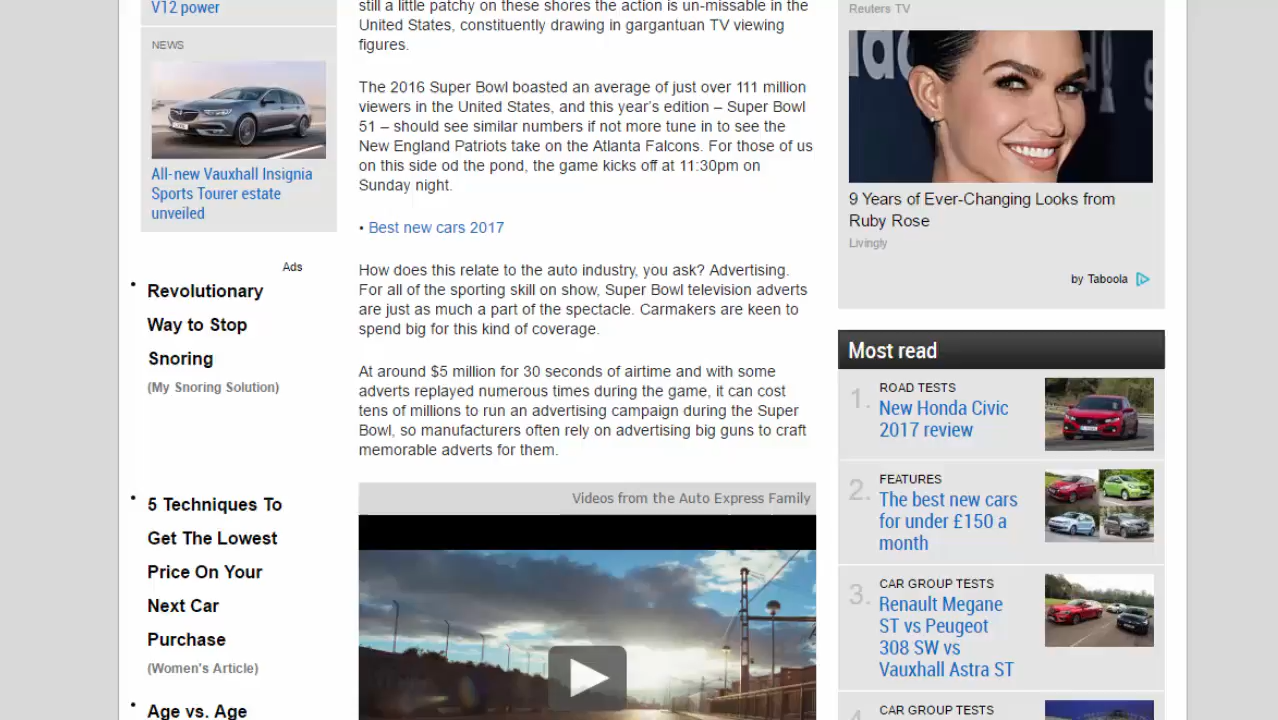 V12 power
NEWS
All-new Vauxhall Insignia
Sports Tourer estate
unveiled
Ads
• Revolutionary
Way to Stop
Snoring
(My Snoring Solution)
• 5 Techniques To
Get The Lowest
Price On Your
Next Car
Purchase
(Women's Article)
• Age vs. Age
still a little patchy on these shores the action is un-missable in the
United States, constituently drawing in gargantuan TV viewing
figures.
The 2016 Super Bowl boasted an average of just over 111 million
viewers in the United States, and this year's edition – Super Bowl
51 – should see similar numbers if not more tune in to see the
New England Patriots take on the Atlanta Falcons. For those of us
on this side od the pond, the game kicks off at 11:30pm on
Sunday night.
• Best new cars 2017
How does this relate to the auto industry, you ask? Advertising.
For all of the sporting skill on show, Super Bowl television adverts
are just as much a part of the spectacle. Carmakers are keen to
spend big for this kind of coverage.
At around $5 million for 30 seconds of airtime and with some
adverts replayed numerous times during the game, it can cost
tens of millions to run an advertising campaign during the Super
Bowl, so manufacturers often rely on advertising big guns to craft
memorable adverts for them.
Videos from the Auto Express Family
Reuters TV
9 Years of Ever-Changing Looks from
Ruby Rose
Livingly
by Taboola
Most read
1. ROAD TESTS
New Honda Civic
2017 review
2. FEATURES
The best new cars
for under £150 a
month
3. CAR GROUP TESTS
Renault Megane
ST vs Peugeot
308 SW vs
Vauxhall Astra ST
CAR GROUP TESTS